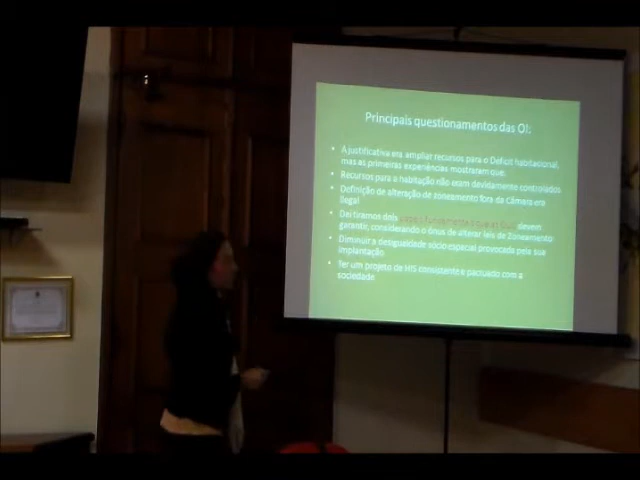 Principais questionamentos das OI:
• A justificativa era ampliar recursos para o Deficit habitacional,
mas as primeiras experiências mostraram que:
• Recursos para a habitação não eram devidamente controlados
• Definição de alteração de zoneamento fora da Câmara era
ilegal
• Daí tiramos dois devem
garantir, considerando o ônus de alterar leis de Zoneamento
• Diminuir a desigualdade sócio espacial provocada pela sua
implantação
• Ter um projeto de HIS consistente e pactuado com a
sociedade